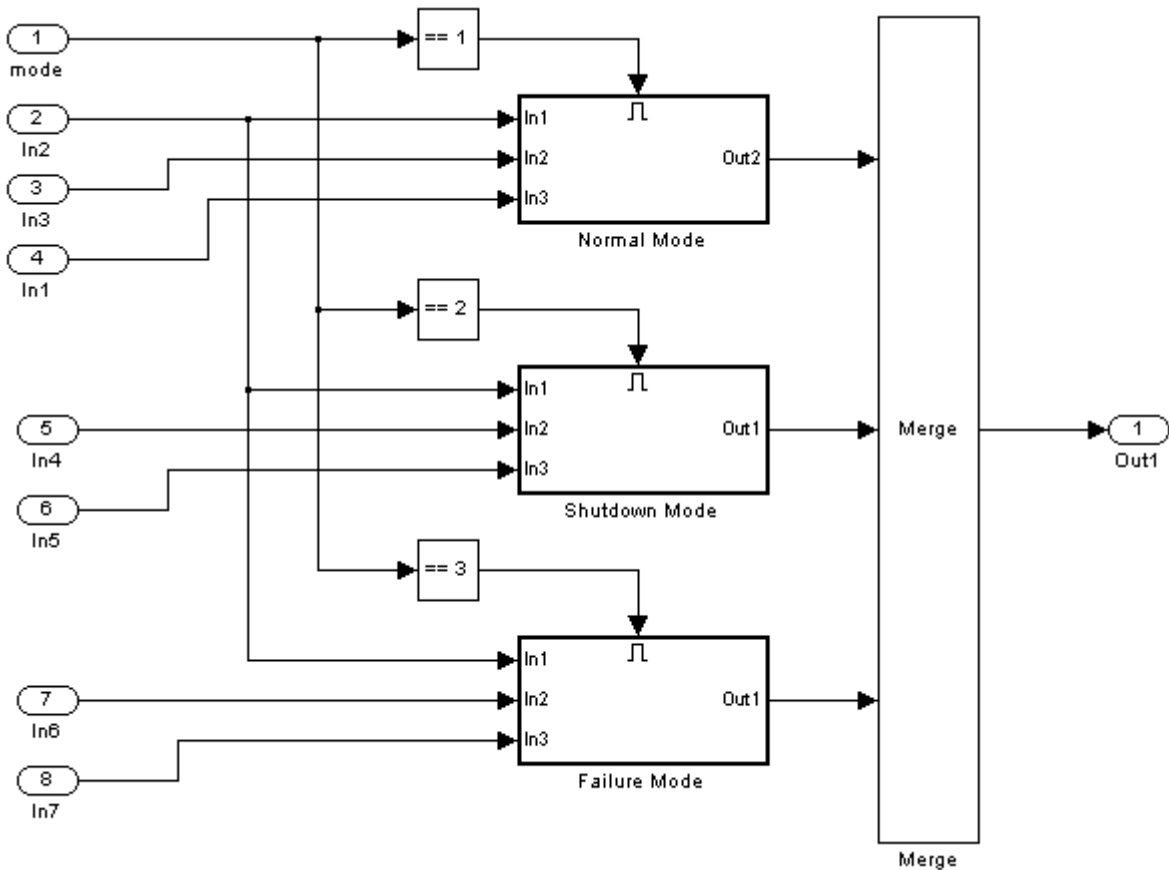 1
mode
== 1
2
In2
3
In3
4
In1
In1
In2
In3
Out2
Normal Mode
== 2
In1
In2
In3
Out1
Shutdown Mode
5
In4
6
In5
== 3
In1
In2
In3
Out1
Failure Mode
7
In6
8
In7
Merge
Merge
1
Out1